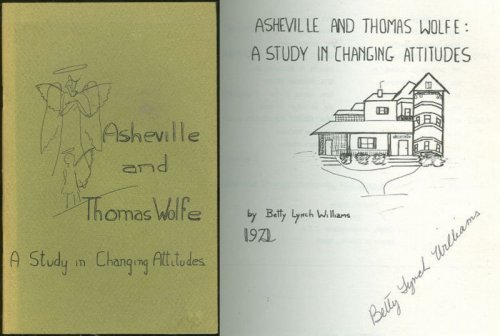 Asheville
and
Thomas Wolfe
A Study in Changing Attitudes
ASHEVILLE AND THOMAS WOLFE:
A STUDY IN CHANGING ATTITUDES
by Betty Lynch Williams
1971
Betty Lynch Williams